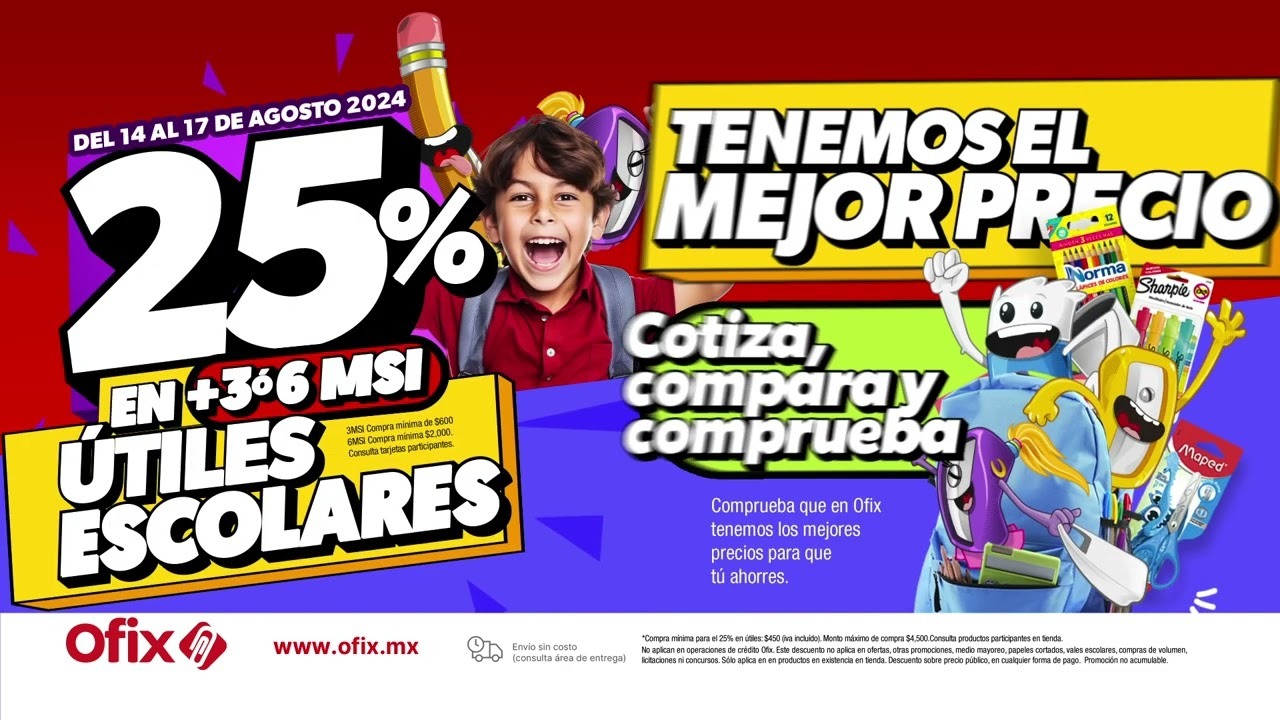 DEL 14 AL 17 DE AGOSTO 2024
25%
EN +3ó6 MSI
ÚTILES
ESCOLARES
3MSI Compra mínima de $600
6MSI Compra mínima $2,000.
Consulta tarjetas participantes.
TENEMOS EL
MEJOR PRECIO
Cotiza,
compara y
comprueba
Comprueba que en Ofix
tenemos los mejores
precios para que
tú ahorres.
12
Norma
LÁPICES DE COLORES
Sharpie
Maped
Ofix
www.ofix.mx
Envío sin costo
(consulta área de entrega)
*Compra mínima para el 25% en útiles: $450 (iva incluído). Monto máximo de compra $4,500.Consulta productos participantes en tienda.
No aplican en operaciones de crédito Ofix. Este descuento no aplica en ofertas, otras promociones, medio mayoreo, papeles cortados, vales escolares, compras de volumen,
licitaciones ni concursos. Sólo aplica en en productos en existencia en tienda. Descuento sobre precio público, en cualquier forma de pago. Promoción no acumulable.